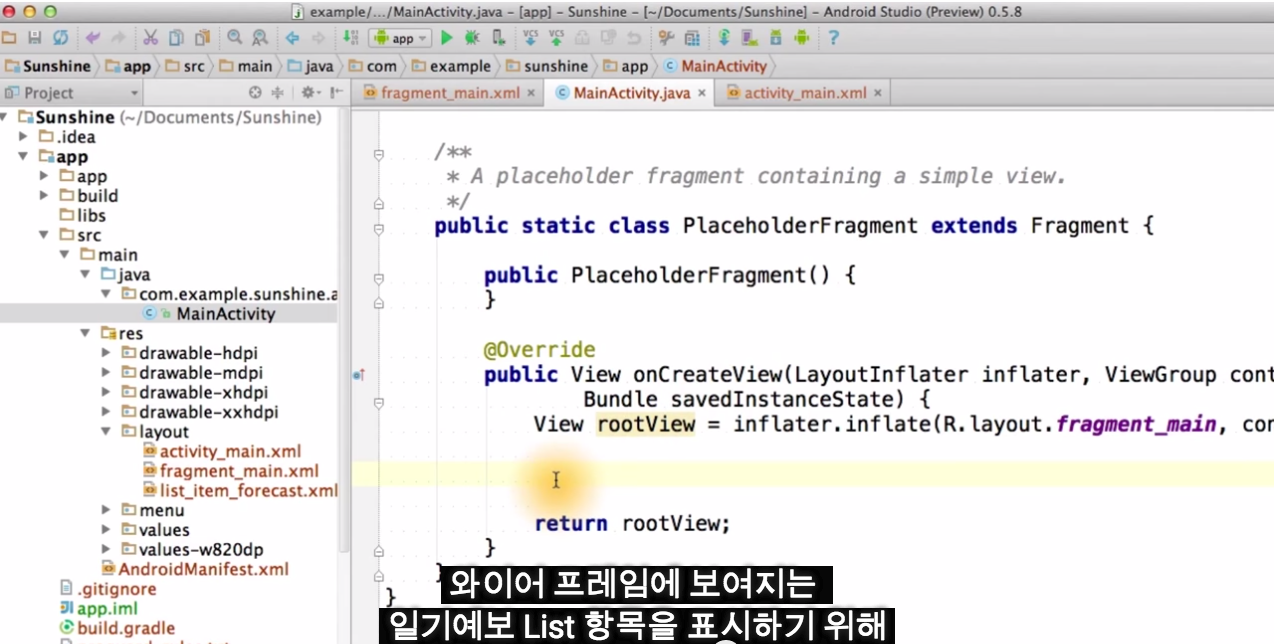 example/.../MainActivity.java – [app] – Sunshine – [~/Documents/Sunshine] – Android Studio (Preview) 0.5.8
app
Sunshine app src main java com example sunshine app MainActivity
Project
fragment_main.xml MainActivity.java activity_main.xml
Sunshine (~/Documents/Sunshine)
.idea
app
app
build
libs
src
main
java
com.example.sunshine.a
MainActivity
res
drawable-hdpi
drawable-mdpi
drawable-xhdpi
drawable-xxhdpi
layout
activity_main.xml
fragment_main.xml
list_item_forecast.xml
menu
values
values-w820dp
AndroidManifest.xml
.gitignore
app.iml
build.gradle
/**
* A placeholder fragment containing a simple view.
*/
public static class PlaceholderFragment extends Fragment {
public PlaceholderFragment() {
}
@Override
public View onCreateView(LayoutInflater inflater, ViewGroup cont
Bundle savedInstanceState) {
View rootView = inflater.inflate(R.layout.fragment_main, con
return rootView;
}
}
}
와이어 프레임에 보여지는
일기예보 List 항목을 표시하기 위해